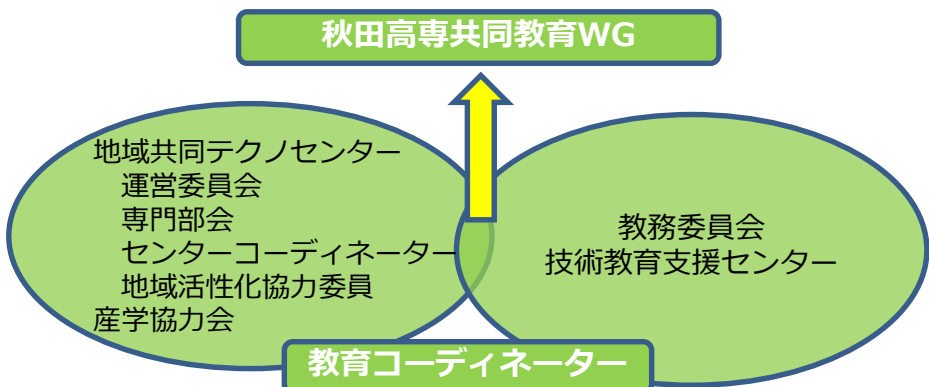 秋田高専共同教育WG
地域共同テクノセンター
運営委員会
専門部会
センターコーディネーター
地域活性化協力委員
産学協力会
教務委員会
技術教育支援センター
教育コーディネーター